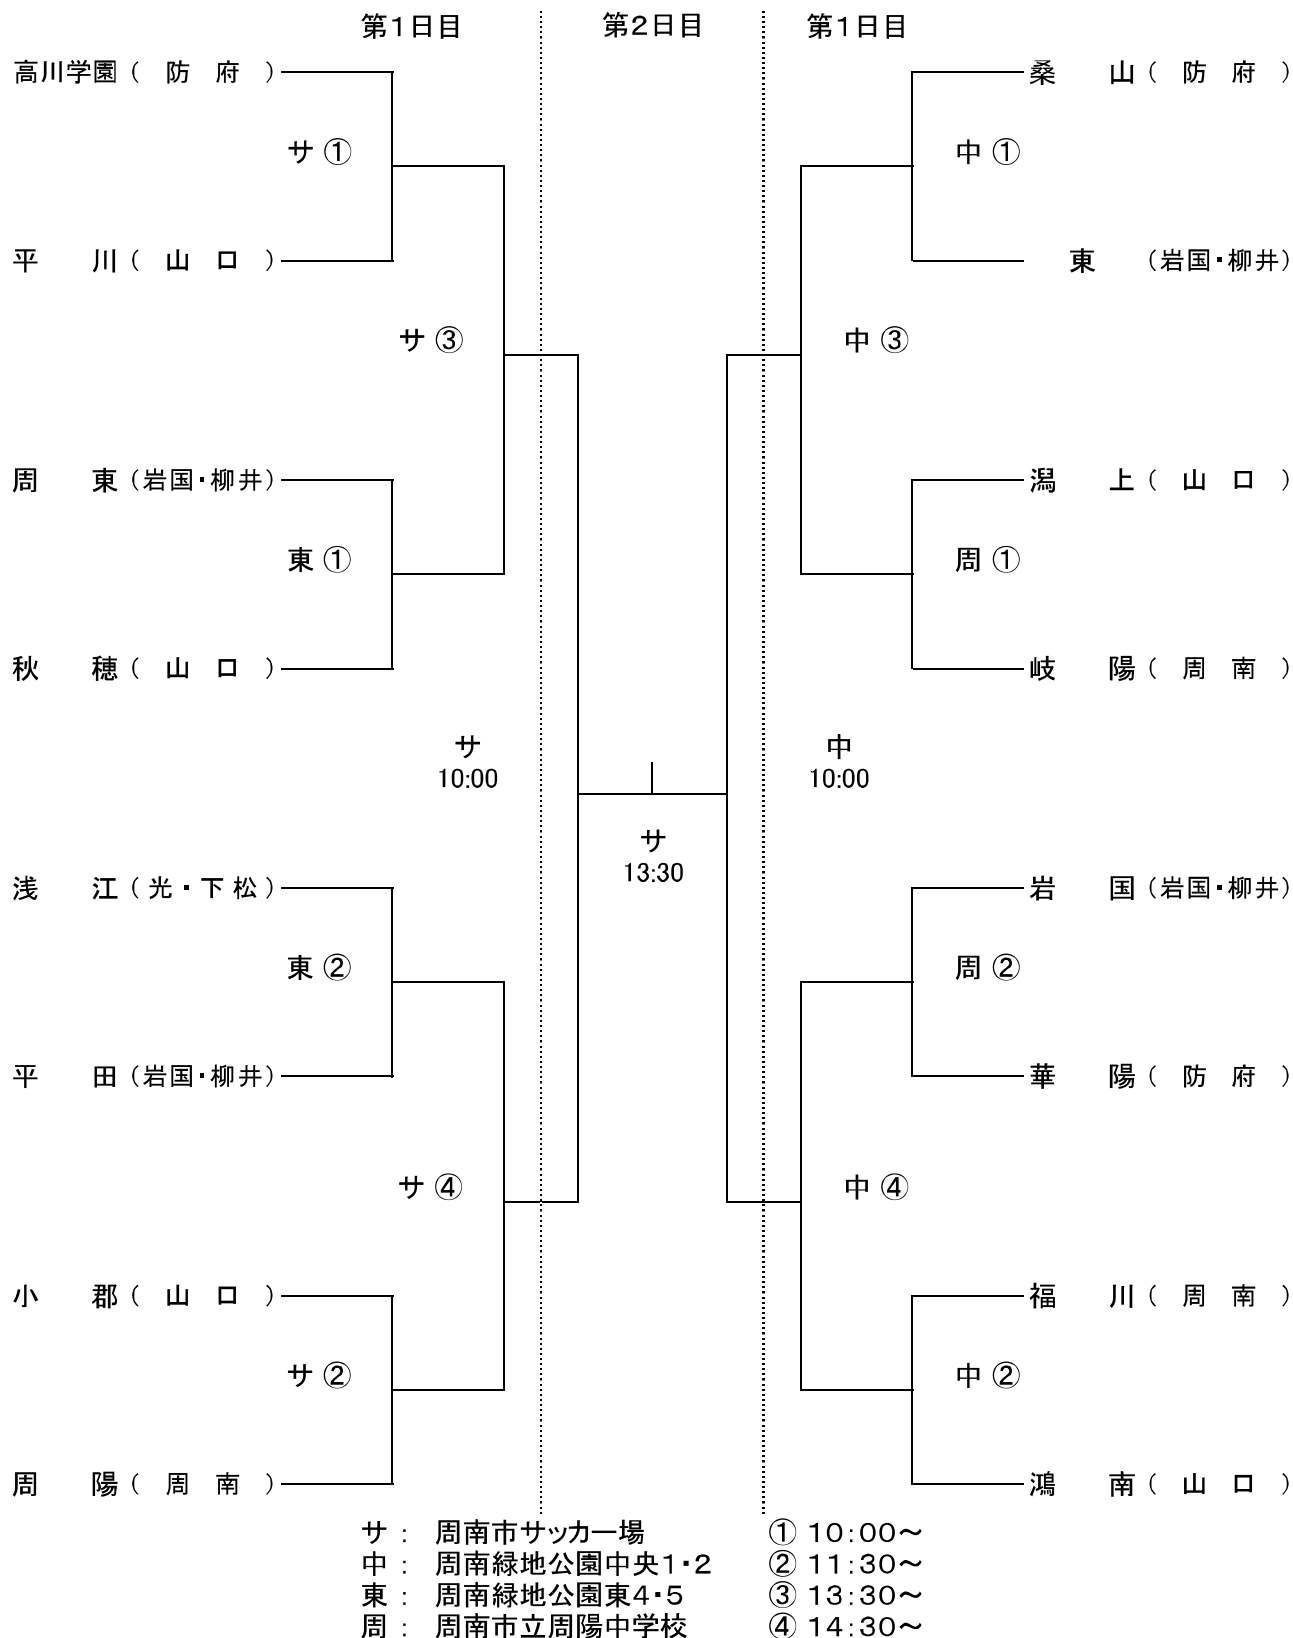 第1日目 第2日目 第1日目
高川学園 （ 防 府 ） 桑 山 （ 防 府 ）
サ ① 中 ①
平 川 （ 山 口 ） 東 （岩国・柳井）
サ ③ 中 ③
周 東 （岩国・柳井） 潟 上 （ 山 口 ）
東 ① 周 ①
秋 穂 （ 山 口 ） 岐 陽 （ 周 南 ）
サ 中
10:00 10:00
サ
13:30
浅 江 （光・下松） 岩 国 （岩国・柳井）
東 ② 周 ②
平 田 （岩国・柳井） 華 陽 （ 防 府 ）
サ ④ 中 ④
小 郡 （ 山 口 ） 福 川 （ 周 南 ）
サ ② 中 ②
周 陽 （ 周 南 ） 鴻 南 （ 山 口 ）
サ ： 周南市サッカー場 ① 10：00～
中 ： 周南緑地公園中央1・2 ② 11：30～
東 ： 周南緑地公園東4・5 ③ 13：30～
周 ： 周南市立周陽中学校 ④ 14：30～